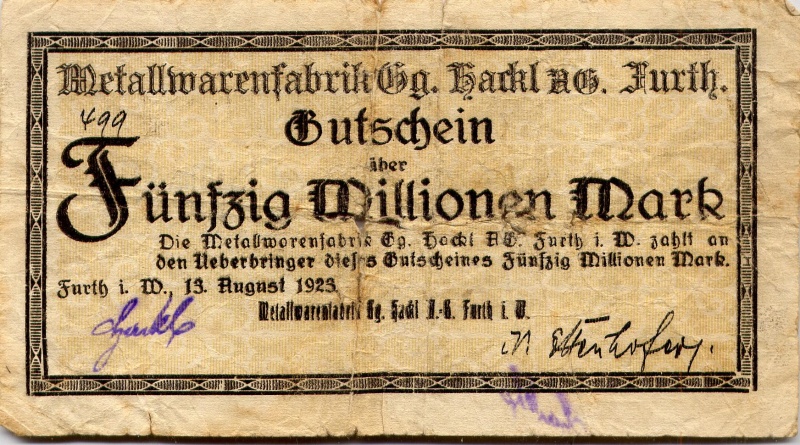 Metallwarenfabrik Gg. Hackl AG. Furth.
499
Gutschein
über
Fünfzig Millionen Mark
Die Metallwarenfabrik Gg. Hackl AG. Furth i. W. zahlt an
den Ueberbringer dieses Gutscheines Fünfzig Millionen Mark.
Furth i. W., 13. August 1923
Metallwarenfabrik Gg. Hackl A.-G. Furth i. W.